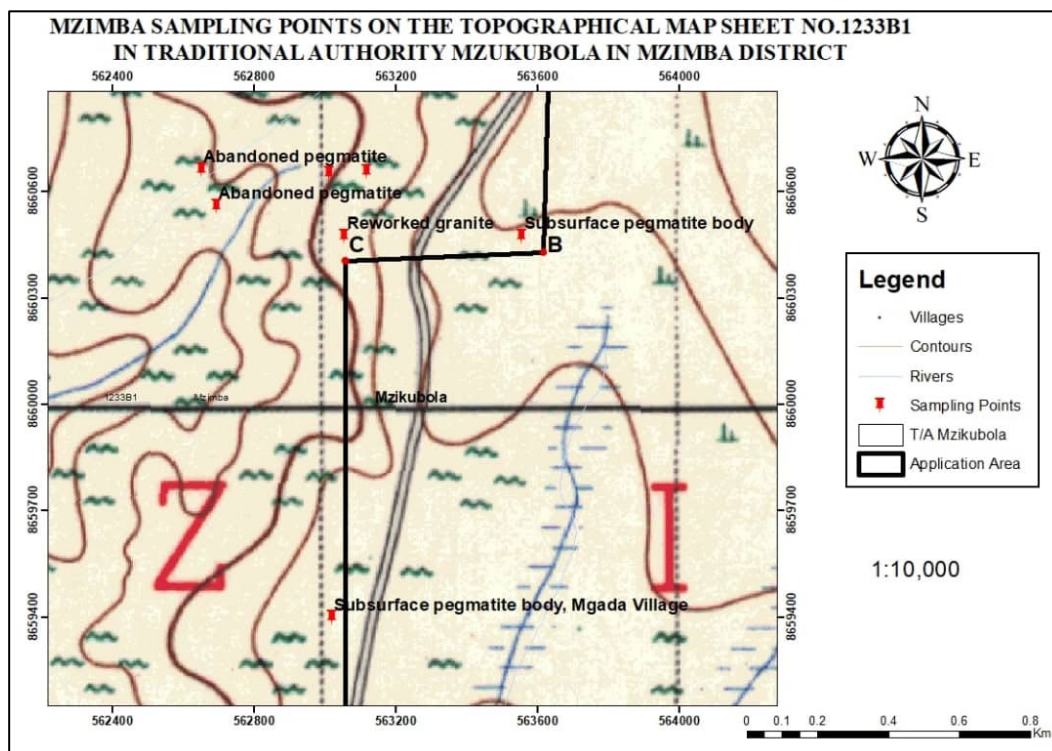 MZIMBA SAMPLING POINTS ON THE TOPOGRAPHICAL MAP SHEET NO.1233B1
IN TRADITIONAL AUTHORITY MZUKUBOLA IN MZIMBA DISTRICT
562400 562800 563200 563600 564000
N
W E
S
8660600 8660600
8660300 8660300
8660000 8660000
8659700 8659700
8659400 8659400
Abandoned pegmatite
Abandoned pegmatite
Reworked granite
Subsurface pegmatite body
C
B
1233B1
Mzimba
Mzikubola
Z
I
Subsurface pegmatite body, Mgada Village
562400 562800 563200 563600 564000
Legend
Villages
Contours
Rivers
Sampling Points
T/A Mzikubola
Application Area
1:10,000
0 0.1 0.2 0.4 0.6 0.8
Km